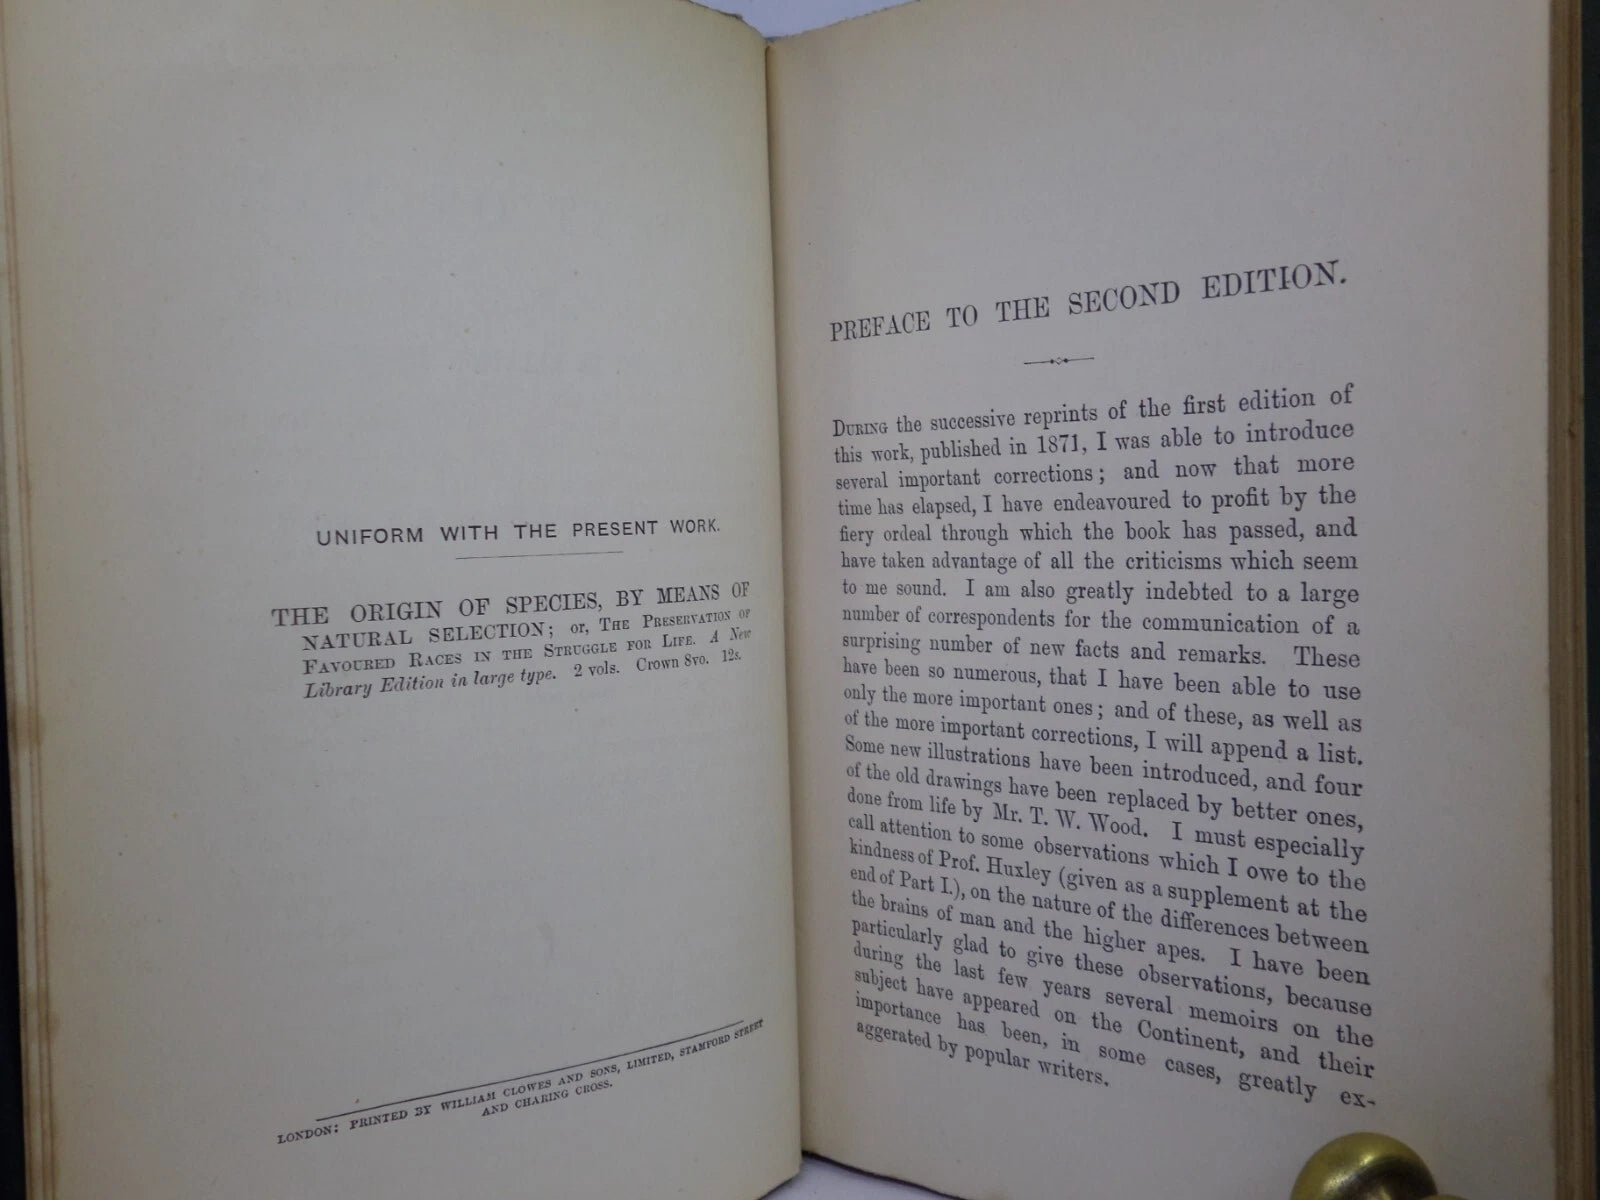 UNIFORM WITH THE PRESENT WORK.
THE ORIGIN OF SPECIES, BY MEANS OF
NATURAL SELECTION; or, The Preservation of
Favoured Races in the Struggle for Life. A New
Library Edition in large type. 2 vols. Crown 8vo. 12s.
LONDON: PRINTED BY WILLIAM CLOWES AND SONS, LIMITED, STAMFORD STREET
AND CHARING CROSS.
PREFACE TO THE SECOND EDITION.
During the successive reprints of the first edition of
this work, published in 1871, I was able to introduce
several important corrections; and now that more
time has elapsed, I have endeavoured to profit by the
fiery ordeal through which the book has passed, and
have taken advantage of all the criticisms which seem
to me sound. I am also greatly indebted to a large
number of correspondents for the communication of a
surprising number of new facts and remarks. These
have been so numerous, that I have been able to use
only the more important ones; and of these, as well as
of the more important corrections, I will append a list.
Some new illustrations have been introduced, and four
of the old drawings have been replaced by better ones,
done from life by Mr. T. W. Wood. I must especially
call attention to some observations which I owe to the
kindness of Prof. Huxley (given as a supplement at the
end of Part I.), on the nature of the differences between
the brains of man and the higher apes. I have been
particularly glad to give these observations, because
during the last few years several memoirs on the
subject have appeared on the Continent, and their
importance has been, in some cases, greatly ex-
aggerated by popular writers.